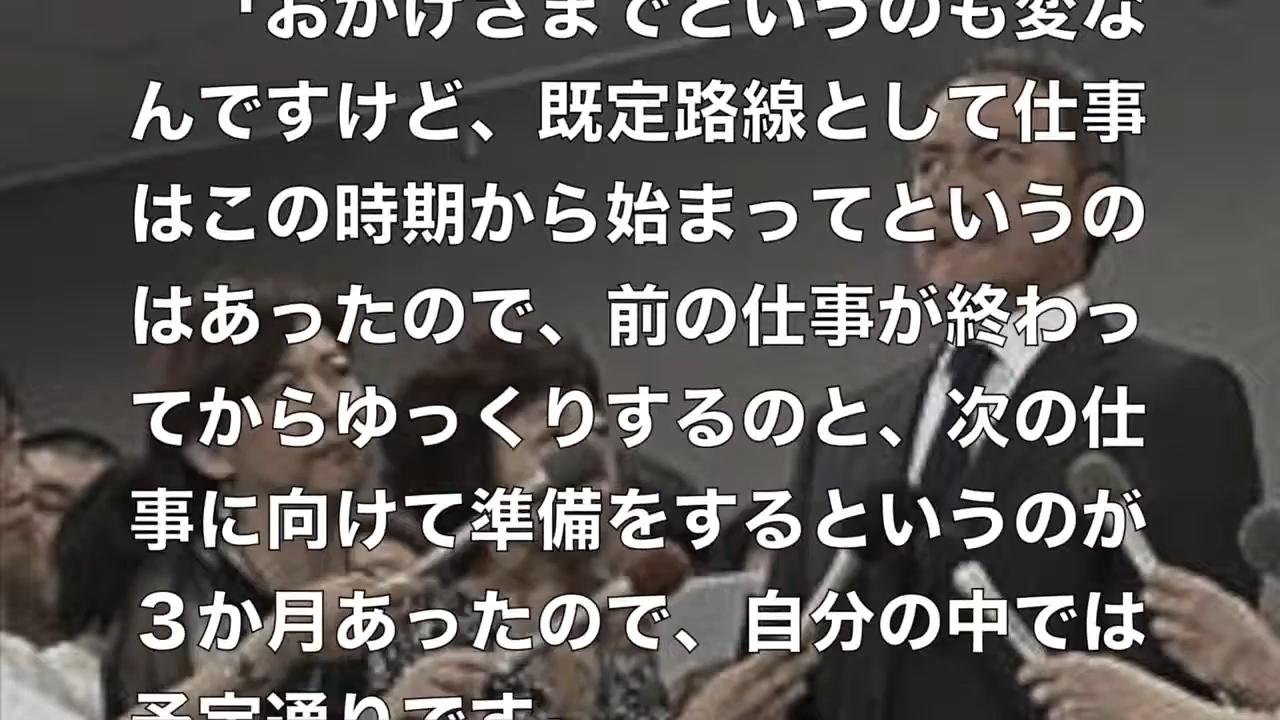 「おかげさまでというのも変な
んですけど、既定路線として仕事
はこの時期から始まってというの
はあったので、前の仕事が終わっ
てからゆっくりするのと、次の仕
事に向けて準備をするというのが
３か月あったので、自分の中では
予定通りです。